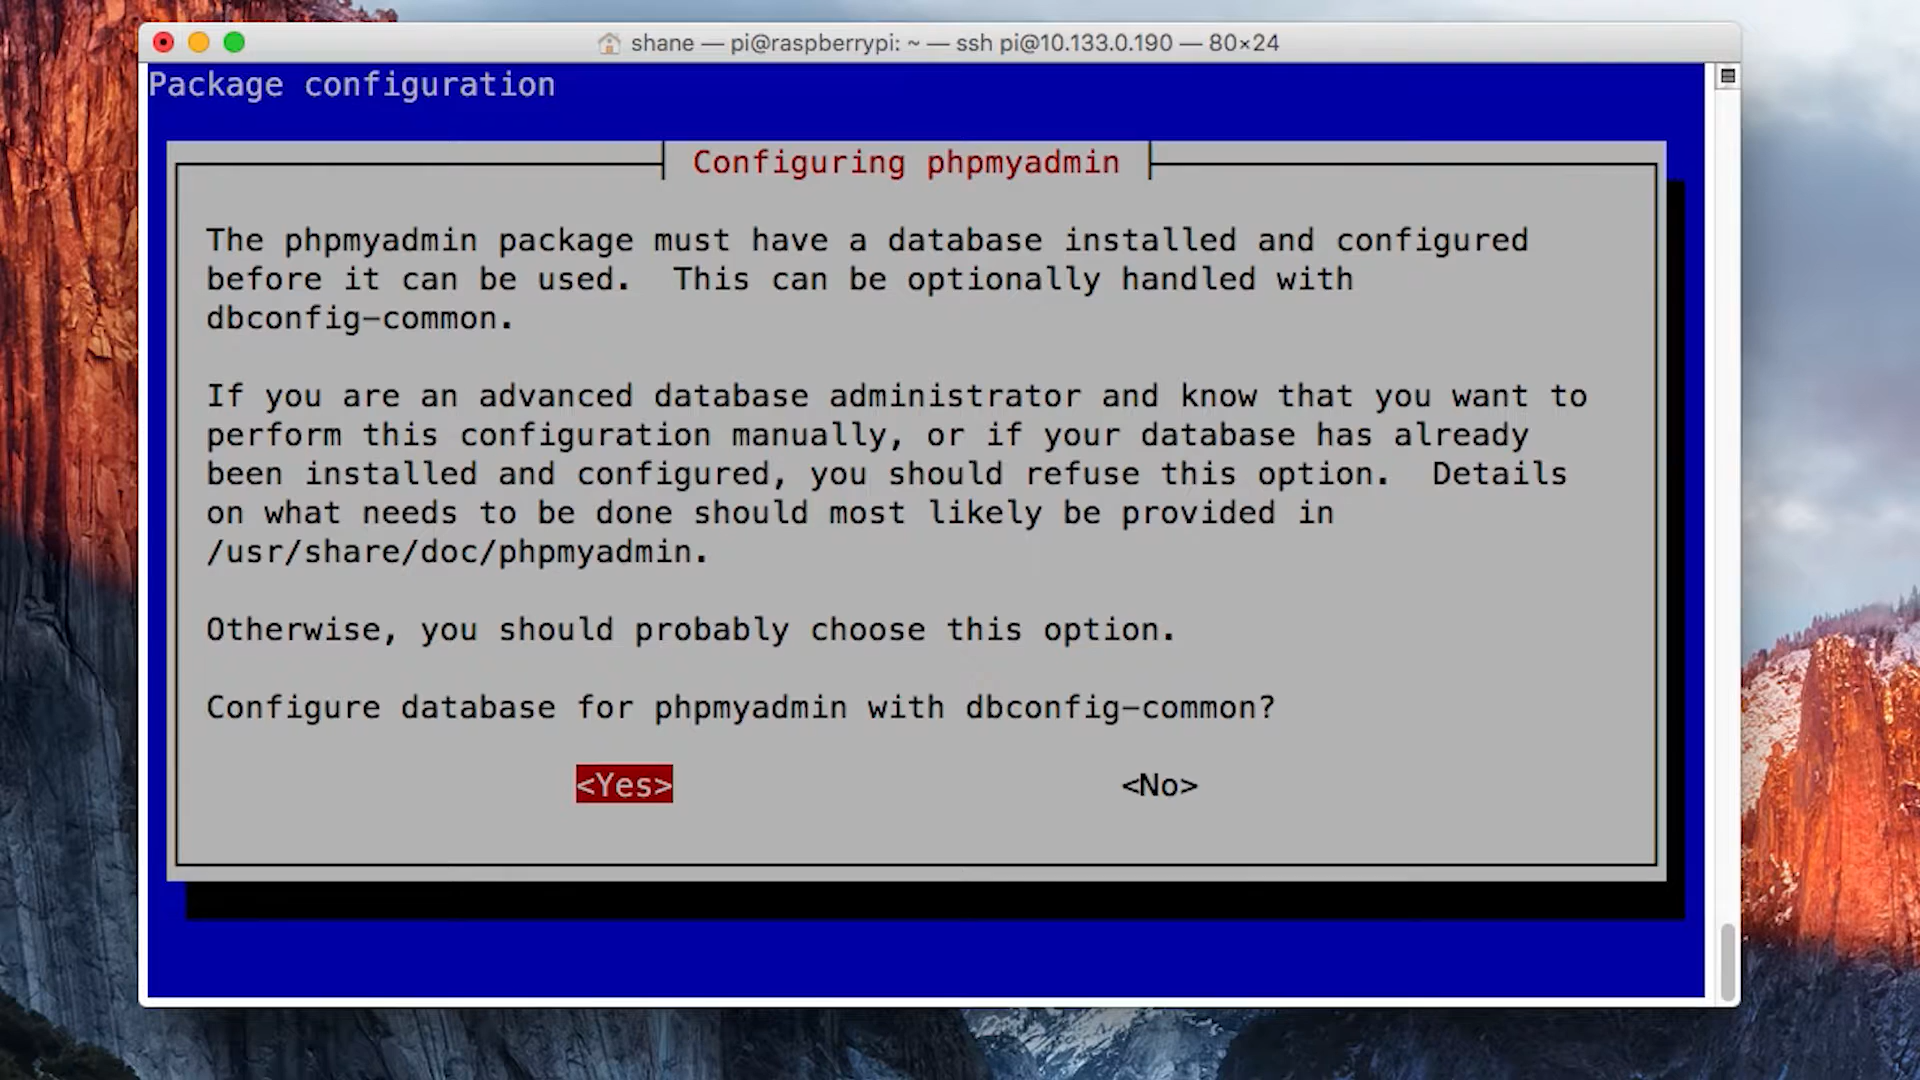 shane — pi@raspberrypi: ~ — ssh pi@10.133.0.190 — 80×24
Package configuration
Configuring phpmyadmin
The phpmyadmin package must have a database installed and configured
before it can be used.  This can be optionally handled with
dbconfig-common.
If you are an advanced database administrator and know that you want to
perform this configuration manually, or if your database has already
been installed and configured, you should refuse this option.  Details
on what needs to be done should most likely be provided in
/usr/share/doc/phpmyadmin.
Otherwise, you should probably choose this option.
Configure database for phpmyadmin with dbconfig-common?
<Yes> <No>